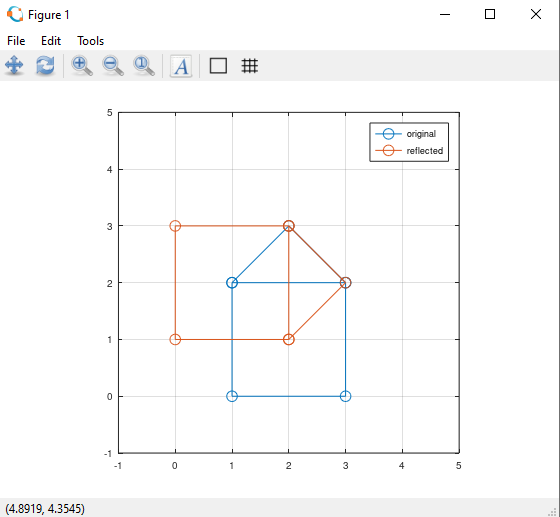 Figure 1
File Edit Tools
A
original
reflected
5
4
3
2
1
0
-1
-1 0 1 2 3 4 5
(4.8919, 4.3545)